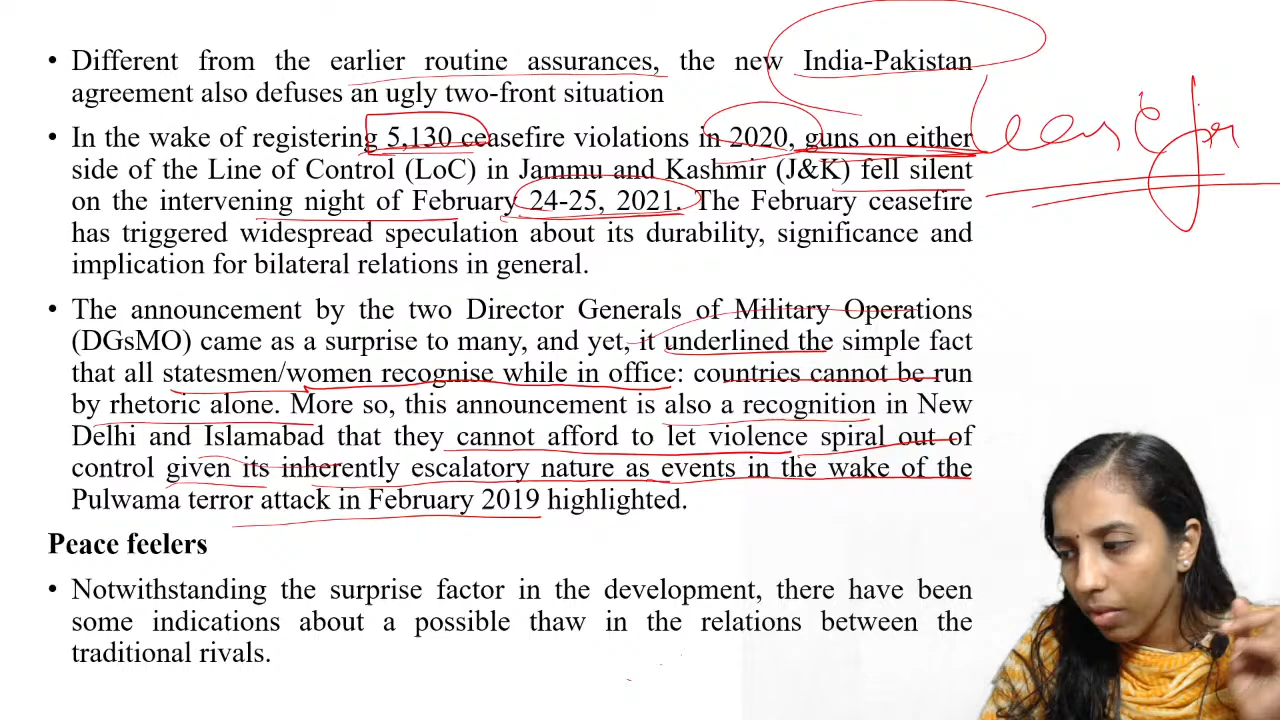 • Different from the earlier routine assurances, the new India-Pakistan
agreement also defuses an ugly two-front situation
• In the wake of registering 5,130 ceasefire violations in 2020, guns on either
side of the Line of Control (LoC) in Jammu and Kashmir (J&K) fell silent
on the intervening night of February 24-25, 2021. The February ceasefire
has triggered widespread speculation about its durability, significance and
implication for bilateral relations in general.
• The announcement by the two Director Generals of Military Operations
(DGsMO) came as a surprise to many, and yet, it underlined the simple fact
that all statesmen/women recognise while in office: countries cannot be run
by rhetoric alone. More so, this announcement is also a recognition in New
Delhi and Islamabad that they cannot afford to let violence spiral out of
control given its inherently escalatory nature as events in the wake of the
Pulwama terror attack in February 2019 highlighted.
Peace feelers
• Notwithstanding the surprise factor in the development, there have been
some indications about a possible thaw in the relations between the
traditional rivals.